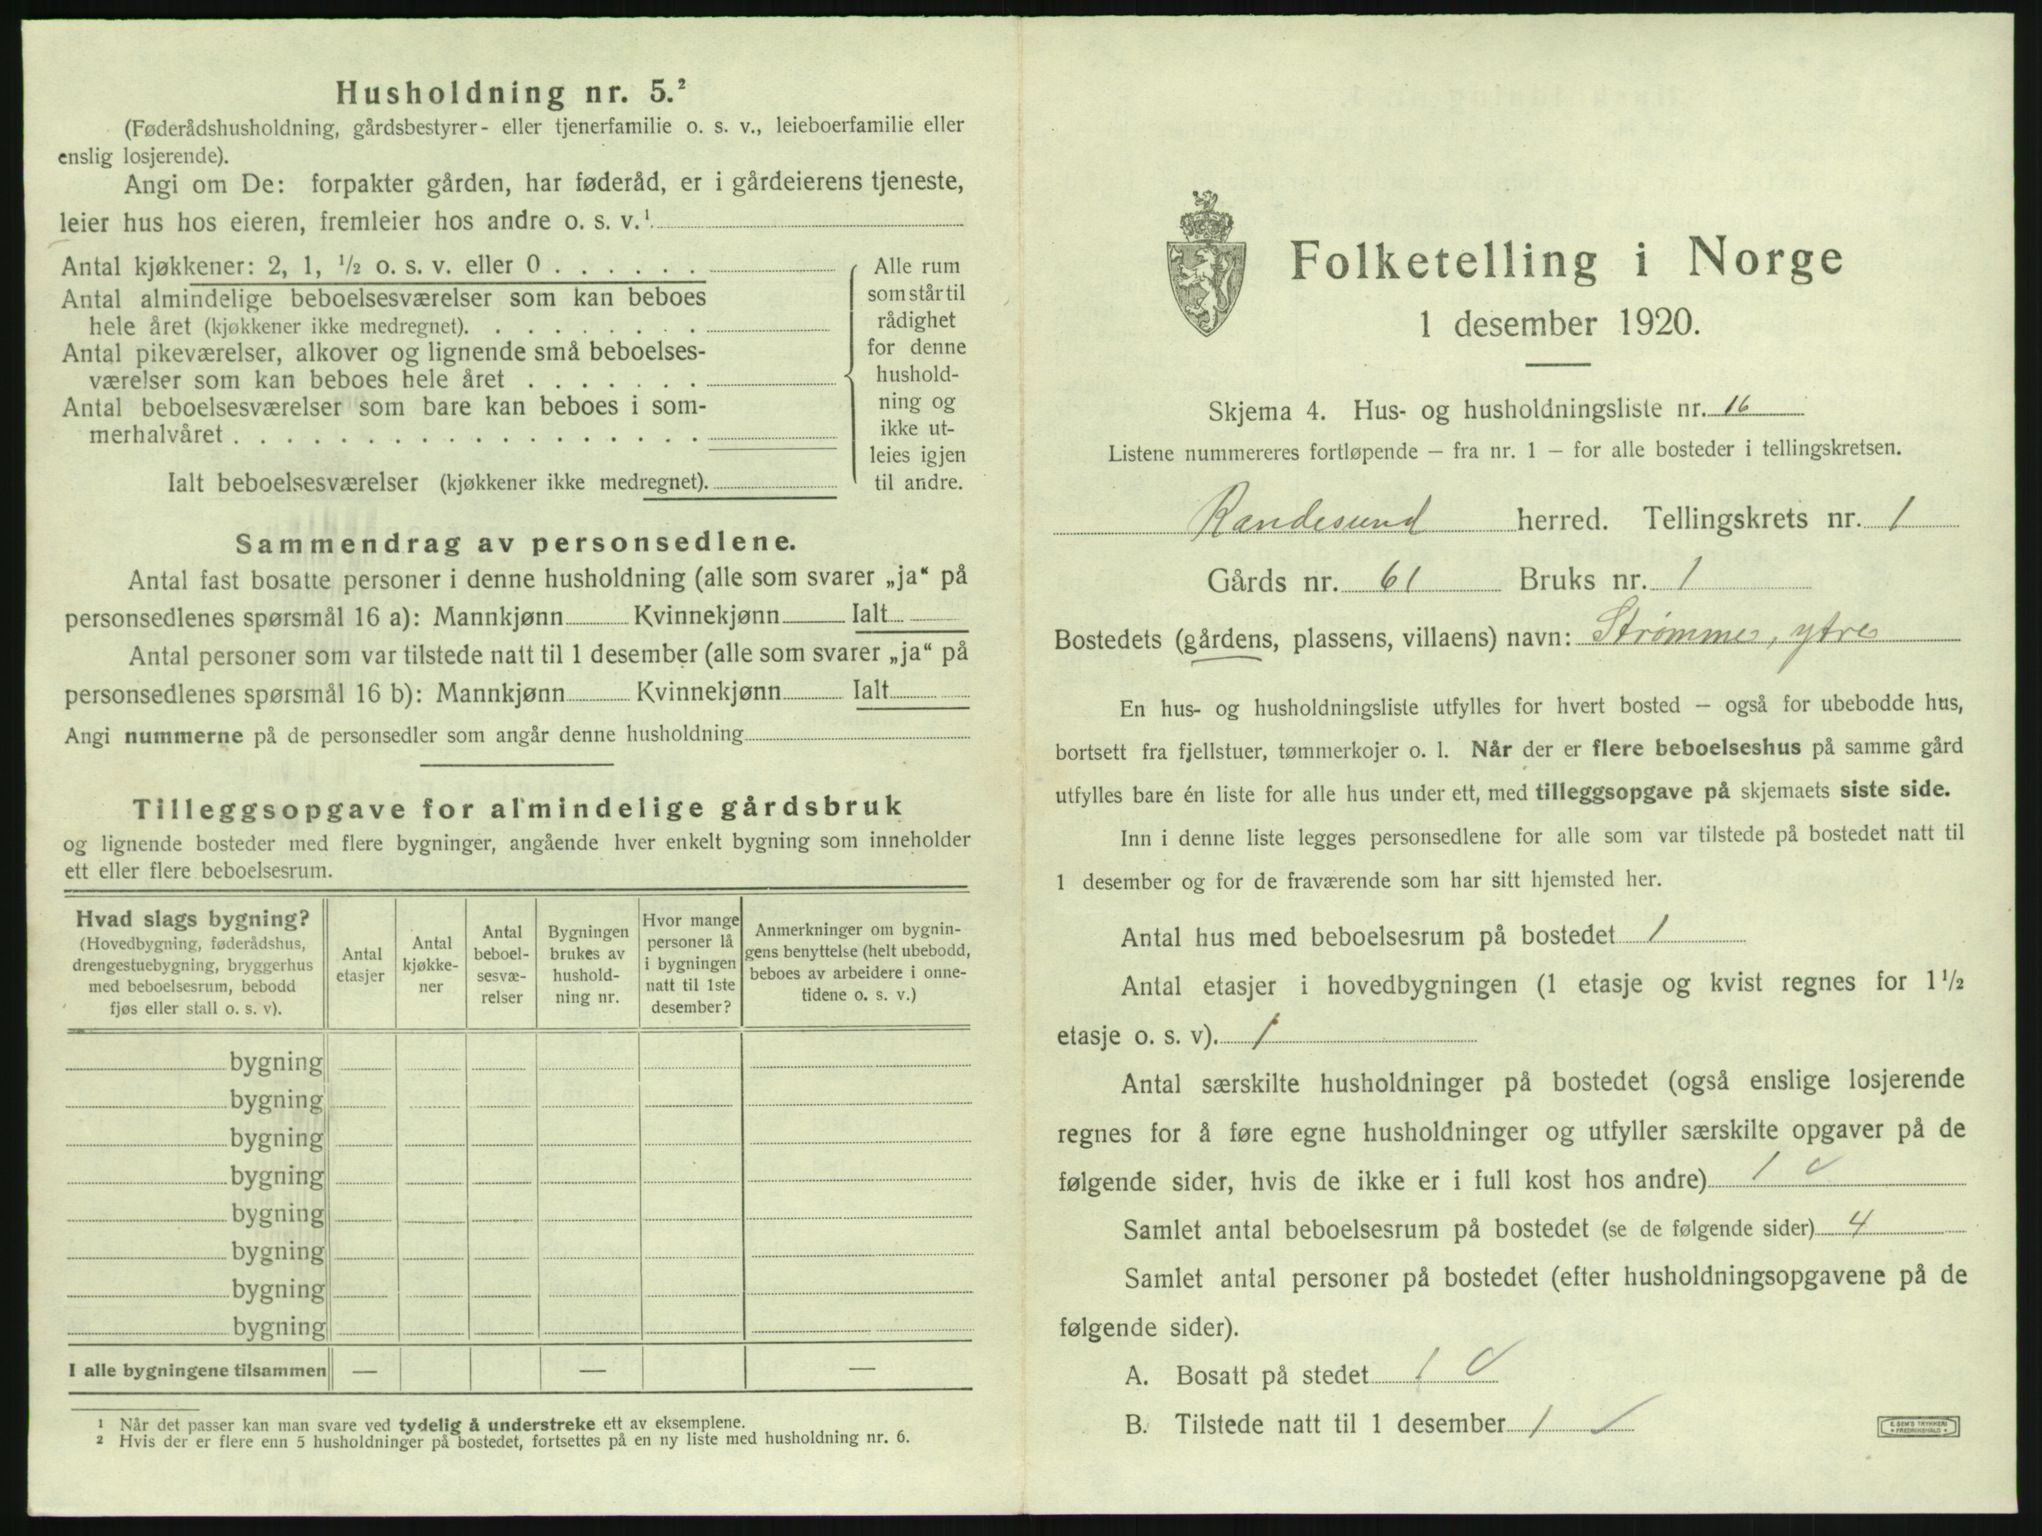 Husholdning nr. 5.²
(Føderådshusholdning, gårdsbestyrer- eller tjenerfamilie o. s. v., leieboerfamilie eller
enslig losjerende).
Angi om De: forpakter gården, har føderåd, er i gårdeierens tjeneste,
leier hus hos eieren, fremleier hos andre o. s. v.¹
Antal kjøkkener: 2, 1, ½ o. s. v. eller 0 . . . . . .
Antal almindelige beboelsesværelser som kan beboes
hele året (kjøkkener ikke medregnet). . . . . . . . .
Antal pikeværelser, alkover og lignende små beboelses-
værelser som kan beboes hele året . . . . . . .
Antal beboelsesværelser som bare kan beboes i som-
merhalvåret . . . . . . . . . . . . . . . . . .
Ialt beboelsesværelser (kjøkkener ikke medregnet).
Alle rum
som står til
rådighet
for denne
hushold-
ning og
ikke ut-
leies igjen
til andre.
Sammendrag av personsedlene.
Antal fast bosatte personer i denne husholdning (alle som svarer „ja“ på
personsedlenes spørsmål 16 a): Mannkjønn Kvinnekjønn Ialt
Antal personer som var tilstede natt til 1 desember (alle som svarer „ja“ på
personsedlenes spørsmål 16 b): Mannkjønn Kvinnekjønn Ialt
Angi nummerne på de personsedler som angår denne husholdning
Tilleggsopgave for almindelige gårdsbruk
og lignende bosteder med flere bygninger, angående hver enkelt bygning som inneholder
ett eller flere beboelsesrum.
Hvad slags bygning?
(Hovedbygning, føderådshus,
drengestuebygning, bryggerhus
med beboelsesrum, bebodd
fjøs eller stall o. s. v).
Antal
etasjer
Antal
kjøkke-
ner
Antal
beboel-
sesvæ-
relser
Bygningen
brukes av
hushold-
ning nr.
Hvor mange
personer lå
i bygningen
natt til 1ste
desember?
Anmerkninger om bygnin-
gens benyttelse (helt ubebodd,
beboes av arbeidere i onne-
tidene o. s. v.)
bygning
bygning
bygning
bygning
bygning
bygning
bygning
bygning
I alle bygningene tilsammen — — —
¹ Når det passer kan man svare ved tydelig å understreke ett av eksemplene.
² Hvis der er flere enn 5 husholdninger på bostedet, fortsettes på en ny liste med husholdning nr. 6.
Folketelling i Norge
1 desember 1920.
Skjema 4. Hus- og husholdningsliste nr. 16
Listene nummereres fortløpende – fra nr. 1 – for alle bosteder i tellingskretsen.
Randesund herred. Tellingskrets nr. 1
Gårds nr. 61 Bruks nr. 1
Bostedets (gårdens, plassens, villaens) navn: Strømme, ytre
En hus- og husholdningsliste utfylles for hvert bosted – også for ubebodde hus,
bortsett fra fjellstuer, tømmerkojer o. l. Når der er flere beboelseshus på samme gård
utfylles bare én liste for alle hus under ett, med tilleggsopgave på skjemaets siste side.
Inn i denne liste legges personsedlene for alle som var tilstede på bostedet natt til
1 desember og for de fraværende som har sitt hjemsted her.
Antal hus med beboelsesrum på bostedet 1
Antal etasjer i hovedbygningen (1 etasje og kvist regnes for 1½
etasje o. s. v). 1
Antal særskilte husholdninger på bostedet (også enslige losjerende
regnes for å føre egne husholdninger og utfyller særskilte opgaver på de
følgende sider, hvis de ikke er i full kost hos andre) 1
Samlet antal beboelsesrum på bostedet (se de følgende sider) 4
Samlet antal personer på bostedet (efter husholdningsopgavene på de
følgende sider).
A. Bosatt på stedet 1
B. Tilstede natt til 1 desember 1
E. SEM'S TRYKKERI
• FREDRIKSHALD •